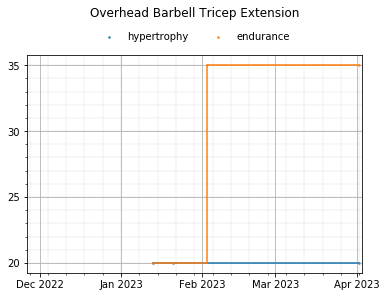 Overhead Barbell Tricep Extension
hypertrophy endurance
35
30
25
20
Dec 2022 Jan 2023 Feb 2023 Mar 2023 Apr 2023